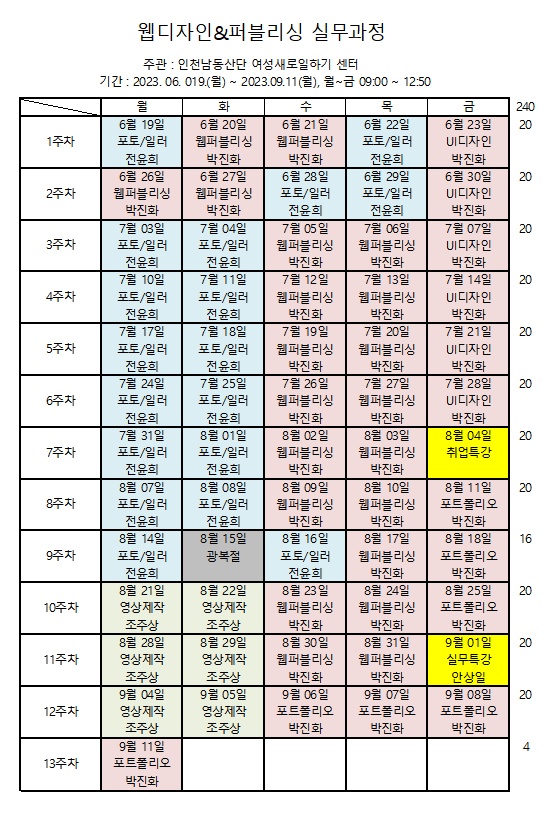 웹디자인&퍼블리싱 실무과정
주관 : 인천남동산단 여성새로일하기 센터
기간 : 2023. 06. 019.(월) ~ 2023.09.11(월), 월~금 09:00 ~ 12:50
월 화 수 목 금 240
6월 19일 6월 20일 6월 21일 6월 22일 6월 23일 20
1주차 포토/일러 웹퍼블리싱 웹퍼블리싱 포토/일러 UI디자인
전윤희 박진화 박진화 전윤희 박진화
6월 26일 6월 27일 6월 28일 6월 29일 6월 30일 20
2주차 웹퍼블리싱 웹퍼블리싱 포토/일러 포토/일러 UI디자인
박진화 박진화 전윤희 전윤희 박진화
7월 03일 7월 04일 7월 05일 7월 06일 7월 07일 20
3주차 포토/일러 포토/일러 웹퍼블리싱 웹퍼블리싱 UI디자인
전윤희 전윤희 박진화 박진화 박진화
7월 10일 7월 11일 7월 12일 7월 13일 7월 14일 20
4주차 포토/일러 포토/일러 웹퍼블리싱 웹퍼블리싱 UI디자인
전윤희 전윤희 박진화 박진화 박진화
7월 17일 7월 18일 7월 19일 7월 20일 7월 21일 20
5주차 포토/일러 포토/일러 웹퍼블리싱 웹퍼블리싱 UI디자인
전윤희 전윤희 박진화 박진화 박진화
7월 24일 7월 25일 7월 26일 7월 27일 7월 28일 20
6주차 포토/일러 포토/일러 웹퍼블리싱 웹퍼블리싱 UI디자인
전윤희 전윤희 박진화 박진화 박진화
7월 31일 8월 01일 8월 02일 8월 03일 8월 04일 20
7주차 포토/일러 포토/일러 웹퍼블리싱 웹퍼블리싱 취업특강
전윤희 전윤희 박진화 박진화
8월 07일 8월 08일 8월 09일 8월 10일 8월 11일 20
8주차 포토/일러 포토/일러 웹퍼블리싱 웹퍼블리싱 포트폴리오
전윤희 전윤희 박진화 박진화 박진화
8월 14일 8월 15일 8월 16일 8월 17일 8월 18일 16
9주차 포토/일러 광복절 포토/일러 웹퍼블리싱 포트폴리오
전윤희 전윤희 박진화 박진화
8월 21일 8월 22일 8월 23일 8월 24일 8월 25일 20
10주차 영상제작 영상제작 웹퍼블리싱 웹퍼블리싱 포트폴리오
조주상 조주상 박진화 박진화 박진화
8월 28일 8월 29일 8월 30일 8월 31일 9월 01일 20
11주차 영상제작 영상제작 웹퍼블리싱 웹퍼블리싱 실무특강
조주상 조주상 박진화 박진화 안상일
9월 04일 9월 05일 9월 06일 9월 07일 9월 08일 20
12주차 영상제작 영상제작 포트폴리오 포트폴리오 포트폴리오
조주상 조주상 박진화 박진화 박진화
9월 11일 4
13주차 포트폴리오
박진화